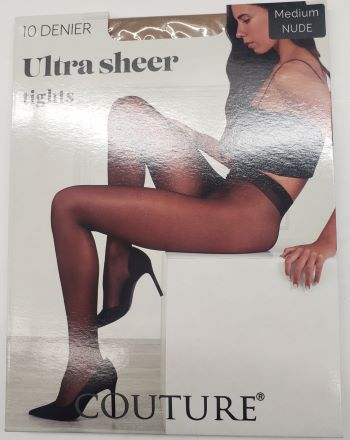 10 DENIER
Medium
NUDE
Ultra sheer
tights
COUTURE®